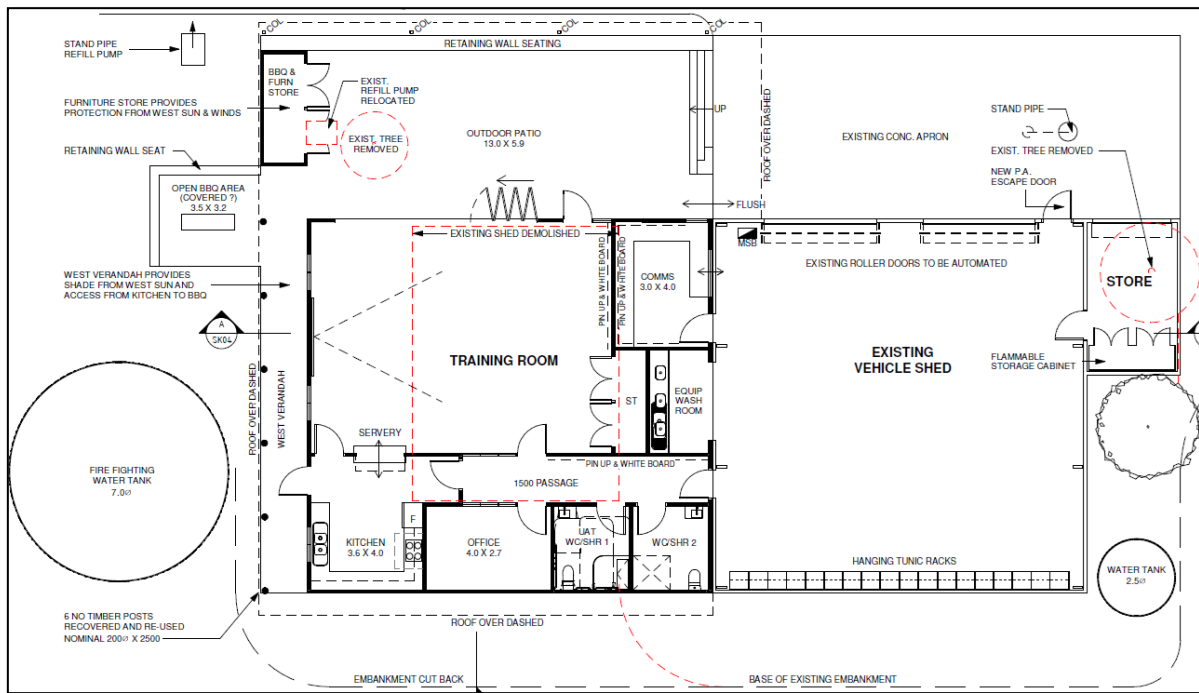 COL
COL
COL
COL
STAND PIPE
REFILL PUMP
RETAINING WALL SEATING
BBQ &
FURN
STORE
EXIST.
REFILL PUMP
RELOCATED
FURNITURE STORE PROVIDES
PROTECTION FROM WEST SUN & WINDS
EXIST. TREE
REMOVED
OUTDOOR PATIO
13.0 X 5.9
UP
ROOF OVER DASHED
EXISTING CONC. APRON
STAND PIPE
EXIST. TREE REMOVED
NEW P.A.
ESCAPE DOOR
RETAINING WALL SEAT
OPEN BBQ AREA
(COVERED ?)
3.5 X 3.2
FLUSH
EXISTING SHED DEMOLISHED
PIN UP & WHITE BOARD
PIN UP & WHITE BOARD
COMMS
3.0 X 4.0
MSB
EXISTING ROLLER DOORS TO BE AUTOMATED
STORE
WEST VERANDAH PROVIDES
SHADE FROM WEST SUN AND
ACCESS FROM KITCHEN TO BBQ
A
SK04
TRAINING ROOM
EXISTING
VEHICLE SHED
FLAMMABLE
STORAGE CABINET
ROOF OVER DASHED
WEST VERANDAH
ST
EQUIP
WASH
ROOM
SERVERY
PIN UP & WHITE BOARD
FIRE FIGHTING
WATER TANK
7.0Ø
1500 PASSAGE
F
KITCHEN
3.6 X 4.0
OFFICE
4.0 X 2.7
UAT
WC/SHR 1
WC/SHR 2
HANGING TUNIC RACKS
WATER TANK
2.5Ø
6 NO TIMBER POSTS
RECOVERED AND RE-USED
NOMINAL 200Ø X 2500
ROOF OVER DASHED
EMBANKMENT CUT BACK
BASE OF EXISTING EMBANKMENT